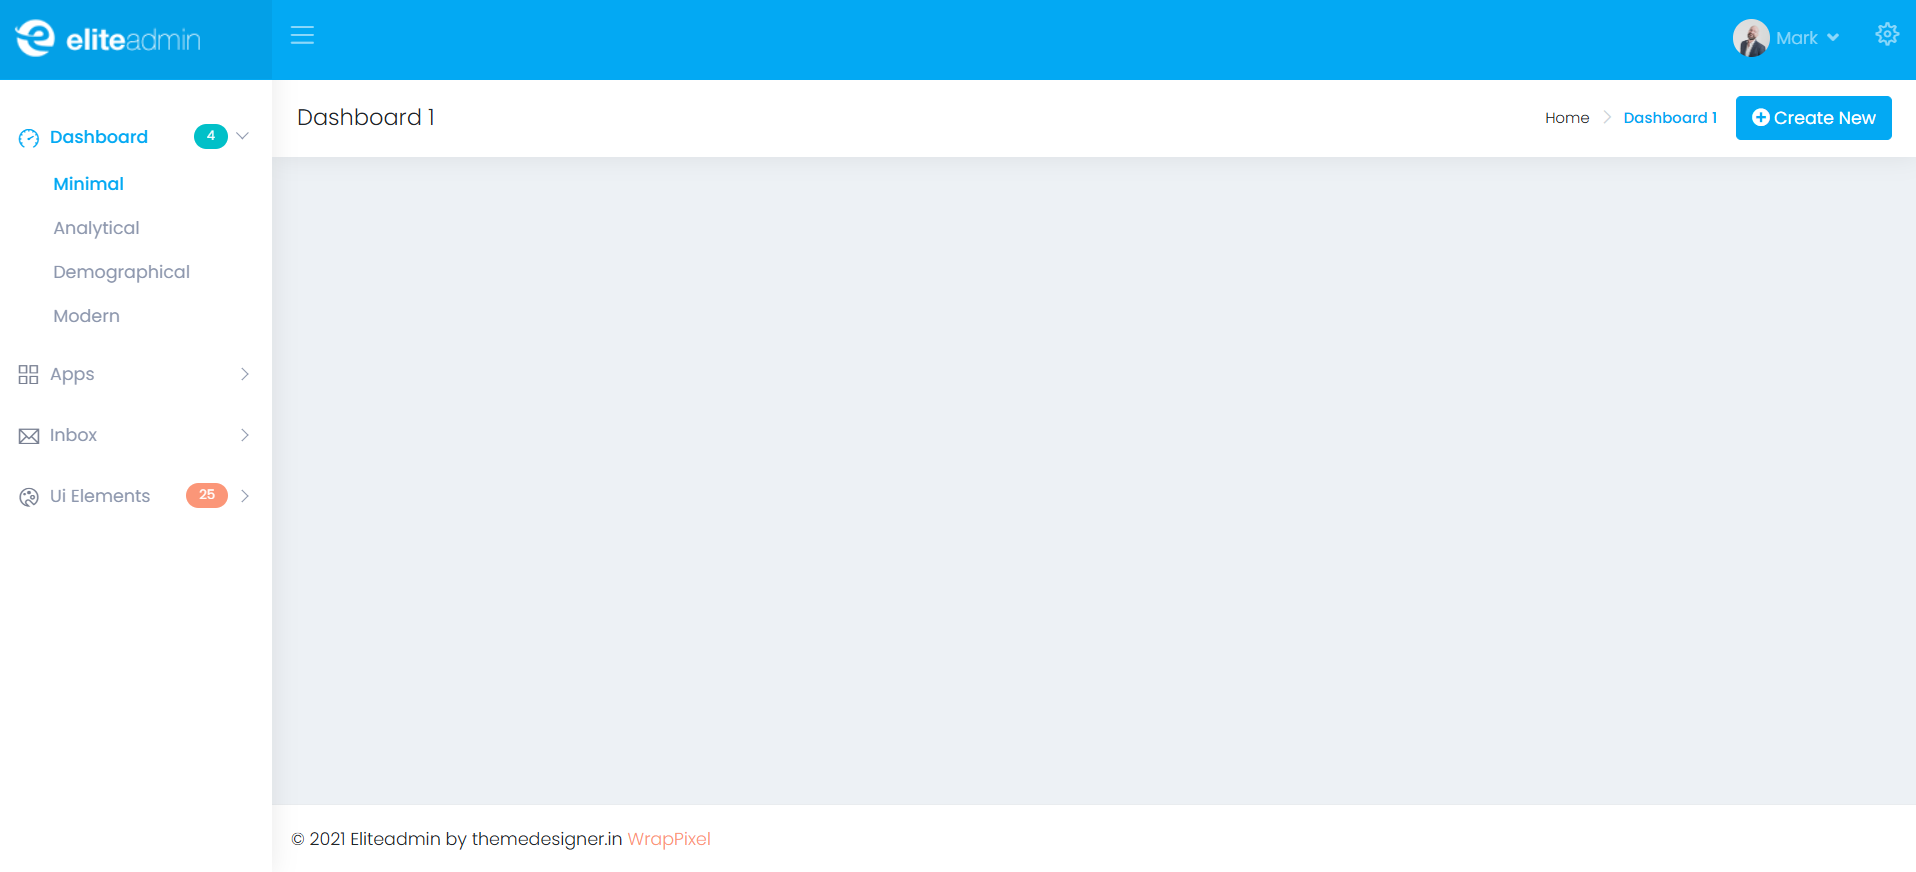 eliteadmin
Mark
Dashboard 1
Home
Dashboard 1
Create New
Dashboard
4
Minimal
Analytical
Demographical
Modern
Apps
Inbox
Ui Elements
25
© 2021 Eliteadmin by themedesigner.in WrapPixel